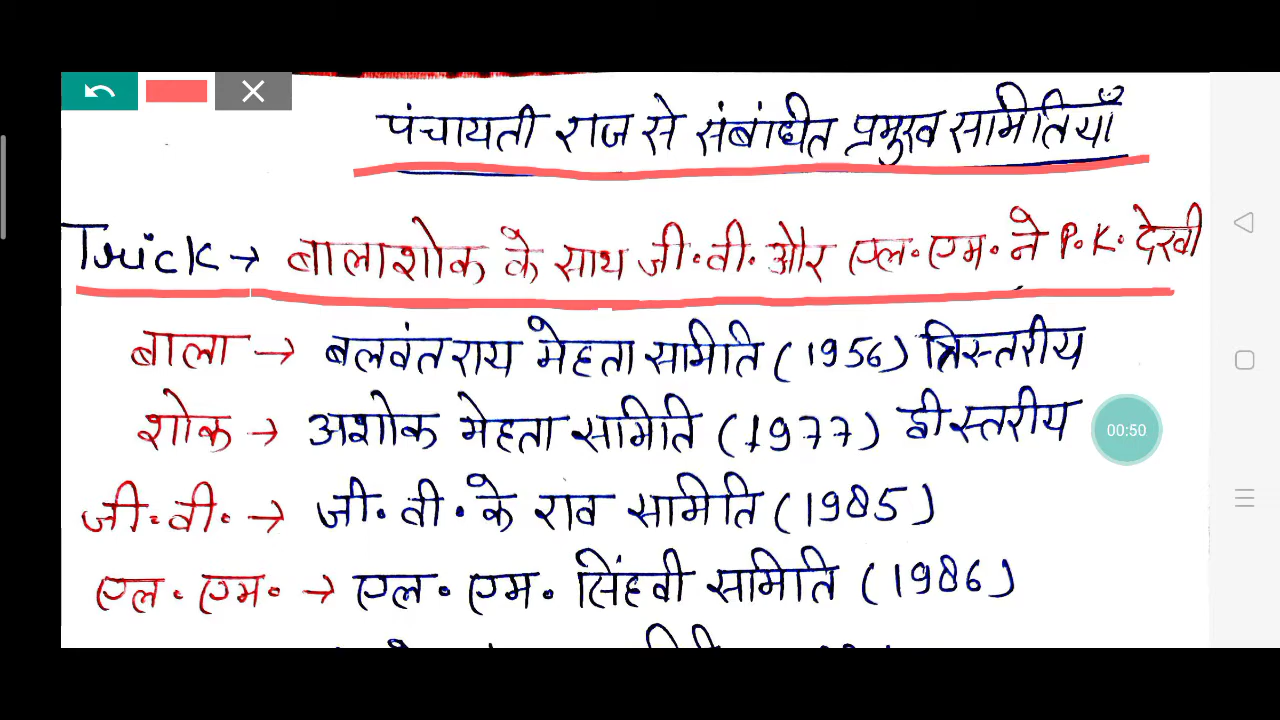 पंचायती राज से संबंधित प्रमुख समितियाँ
Trick → बालाशोक के साथ जी.वी. और एल.एम. ने P.K. देखी
बाला → बलवंतराय मेहता समिति (1956) त्रिस्तरीय
शोक → अशोक मेहता समिति (1977) द्वीस्तरीय
00:50
जी.वी. → जी.वी.के राव समिति (1985)
एल.एम. → एल.एम. सिंहवी समिति (1986)